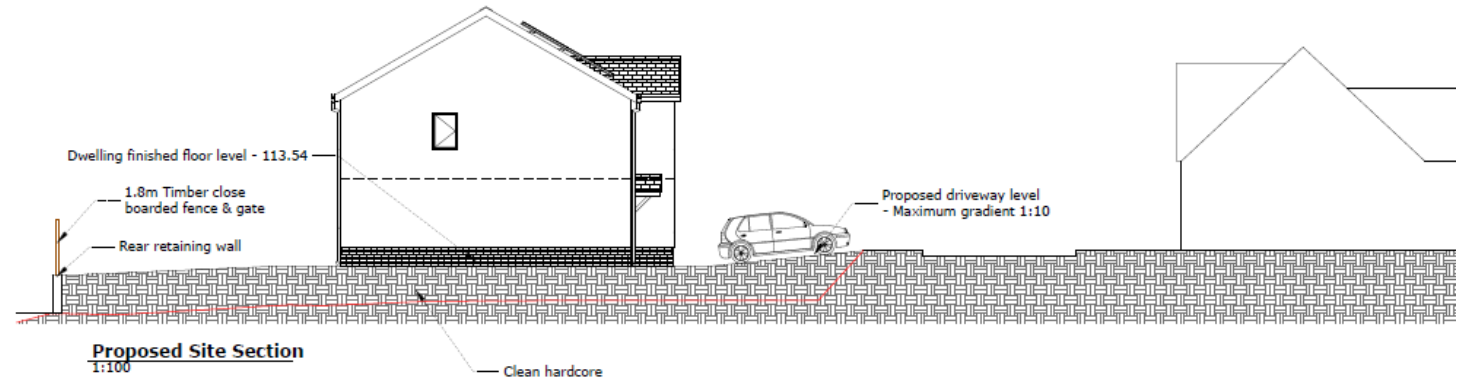 Dwelling finished floor level - 113.54
1.8m Timber close
boarded fence & gate
Rear retaining wall
Proposed driveway level
- Maximum gradient 1:10
Proposed Site Section
1:100
Clean hardcore